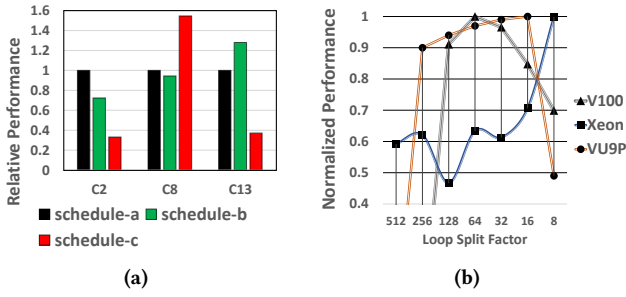 Relative Performance
1.6
1.4
1.2
1
0.8
0.6
0.4
0.2
0
C2 C8 C13
schedule-a schedule-b
schedule-c
(a)
Normalized Performance
1
0.9
0.8
0.7
0.6
0.5
0.4
512 256 128 64 32 16 8
Loop Split Factor
V100
Xeon
VU9P
(b)